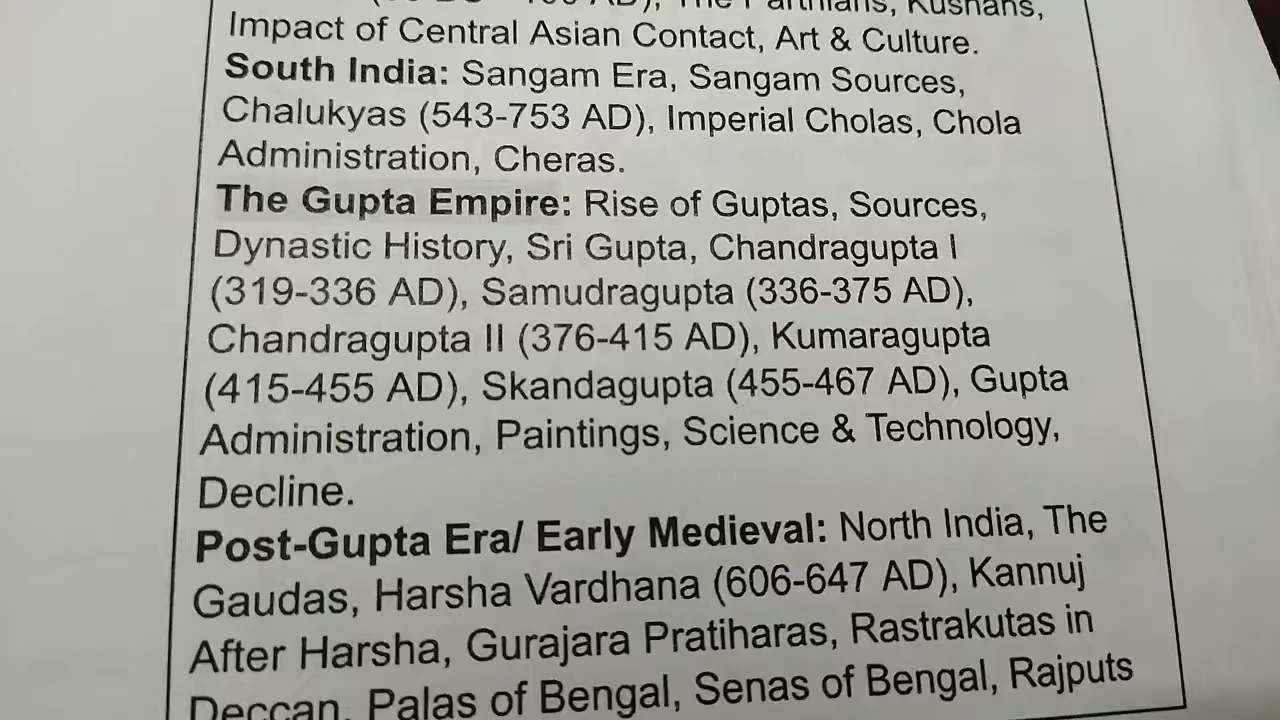 The Parthians, Kushans,
Impact of Central Asian Contact, Art & Culture.
South India: Sangam Era, Sangam Sources,
Chalukyas (543-753 AD), Imperial Cholas, Chola
Administration, Cheras.
The Gupta Empire: Rise of Guptas, Sources,
Dynastic History, Sri Gupta, Chandragupta I
(319-336 AD), Samudragupta (336-375 AD),
Chandragupta II (376-415 AD), Kumaragupta
(415-455 AD), Skandagupta (455-467 AD), Gupta
Administration, Paintings, Science & Technology,
Decline.
Post-Gupta Era/ Early Medieval: North India, The
Gaudas, Harsha Vardhana (606-647 AD), Kannuj
After Harsha, Gurajara Pratiharas, Rastrakutas in
Deccan, Palas of Bengal, Senas of Bengal, Rajputs